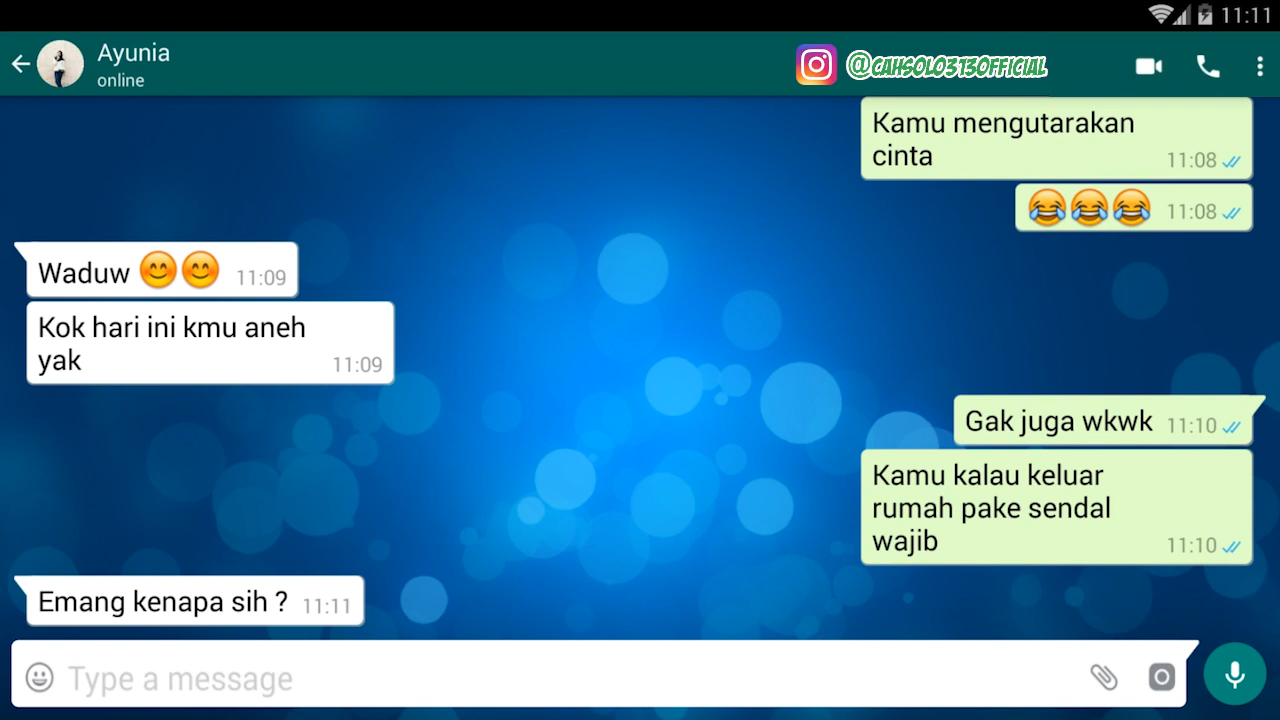 11:11
Ayunia
online
@CAHSOLO313OFFICIAL
Kamu mengutarakan
cinta
11:08
😂😂😂 11:08
Waduw 😊😊 11:09
Kok hari ini kmu aneh
yak
11:09
Gak juga wkwk 11:10
Kamu kalau keluar
rumah pake sendal
wajib
11:10
Emang kenapa sih ? 11:11
Type a message